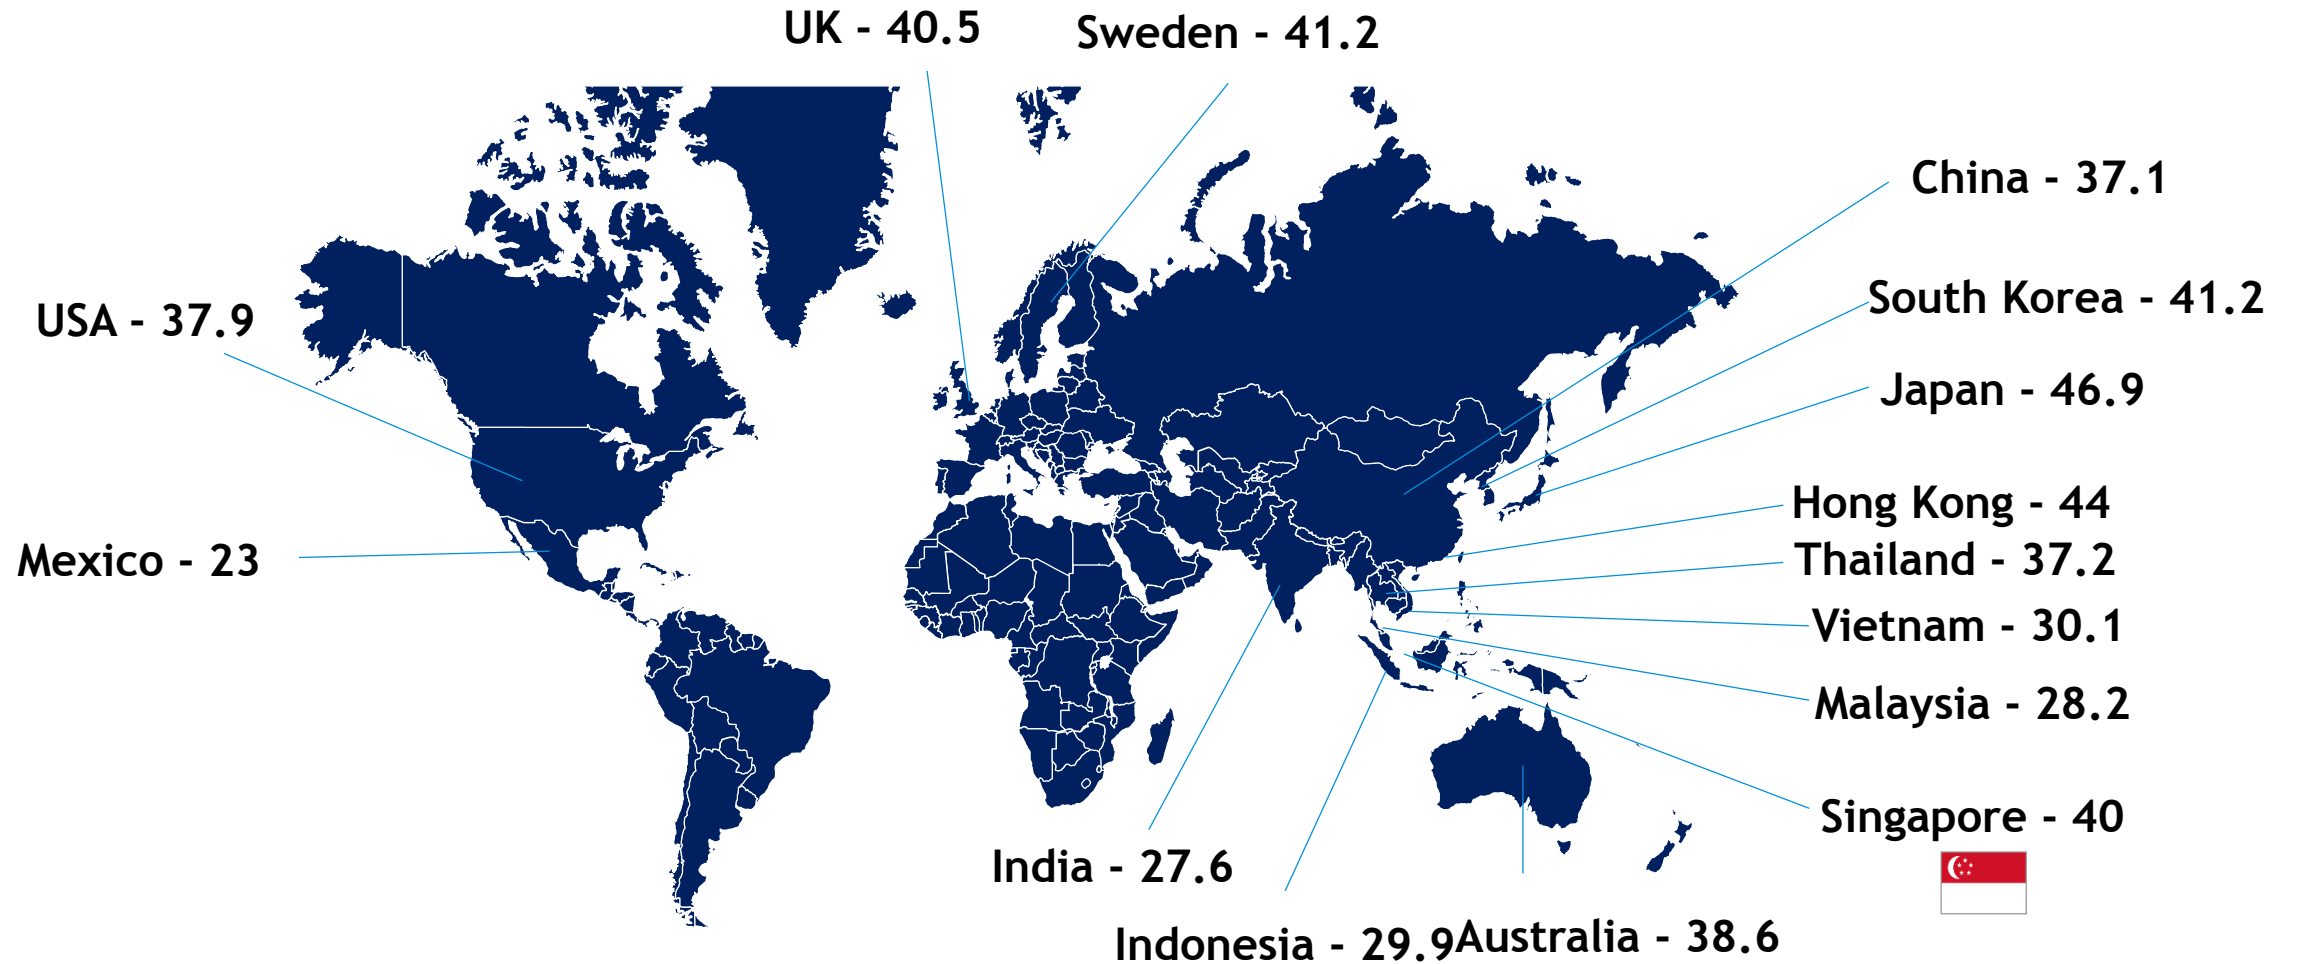 UK - 40.5
Sweden - 41.2
China - 37.1
South Korea - 41.2
USA - 37.9
Japan - 46.9
Hong Kong - 44
Mexico - 23
Thailand - 37.2
Vietnam - 30.1
Malaysia - 28.2
Singapore - 40
India - 27.6
Indonesia - 29.9
Australia - 38.6